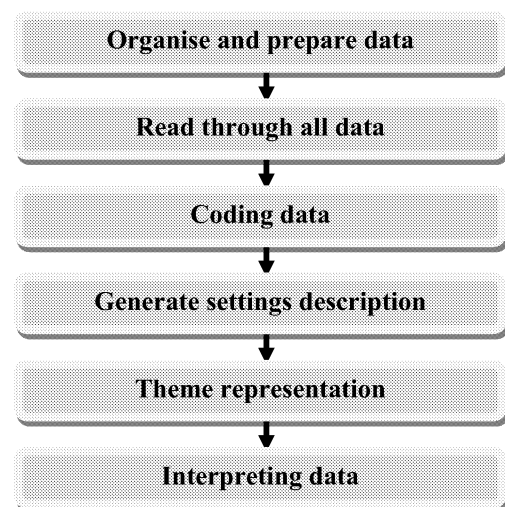 Organise and prepare data
Read through all data
Coding data
Generate settings description
Theme representation
Interpreting data